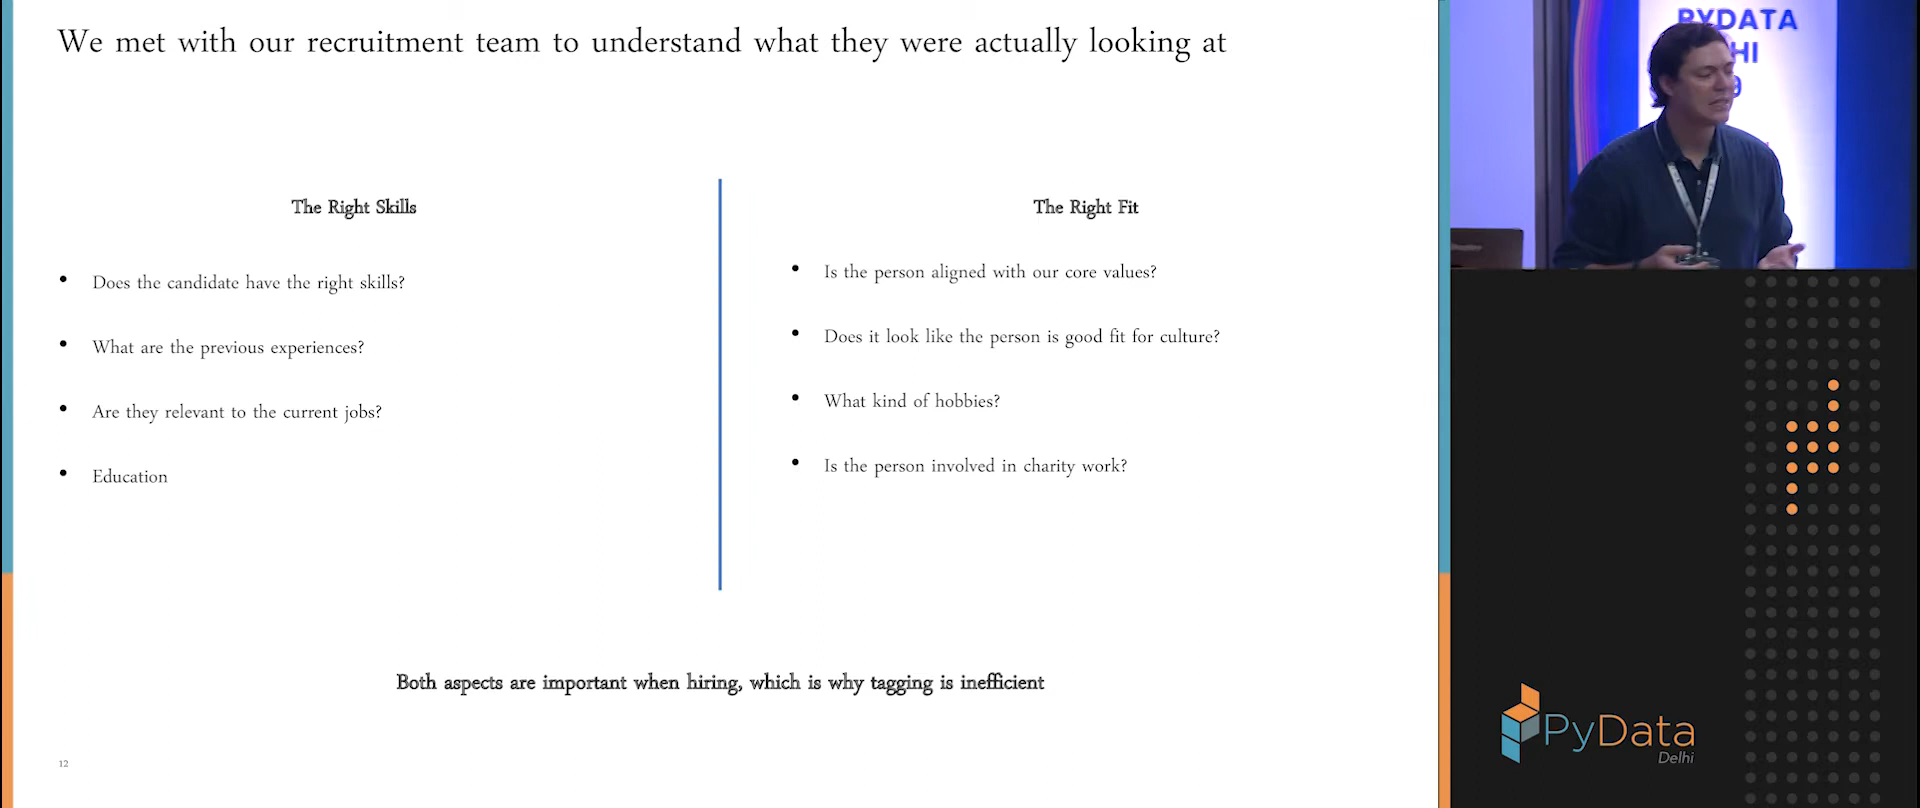 We met with our recruitment team to understand what they were actually looking at
The Right Skills
• Does the candidate have the right skills?
• What are the previous experiences?
• Are they relevant to the current jobs?
• Education
The Right Fit
• Is the person aligned with our core values?
• Does it look like the person is good fit for culture?
• What kind of hobbies?
• Is the person involved in charity work?
Both aspects are important when hiring, which is why tagging is inefficient
12
PYDATA
HI
9
PyData
Delhi